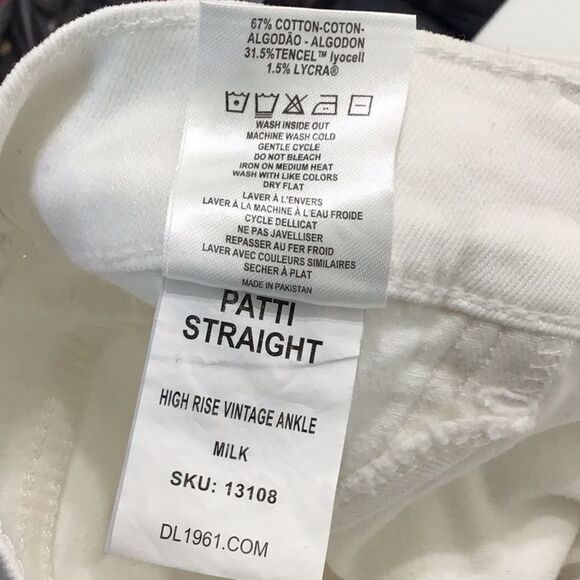 67% COTTON-COTON-
ALGODÃO - ALGODON
31.5%TENCEL™ lyocell
1.5% LYCRA®
WASH INSIDE OUT
MACHINE WASH COLD
GENTLE CYCLE
DO NOT BLEACH
IRON ON MEDIUM HEAT
WASH WITH LIKE COLORS
DRY FLAT
LAVER À L'ENVERS
LAVER À LA MACHINE À L'EAU FROIDE
CYCLE DELLICAT
NE PAS JAVELLISER
REPASSER AU FER FROID
LAVER AVEC COULEURS SIMILAIRES
SECHER À PLAT
MADE IN PAKISTAN
PATTI
STRAIGHT
HIGH RISE VINTAGE ANKLE
MILK
SKU: 13108
DL1961.COM